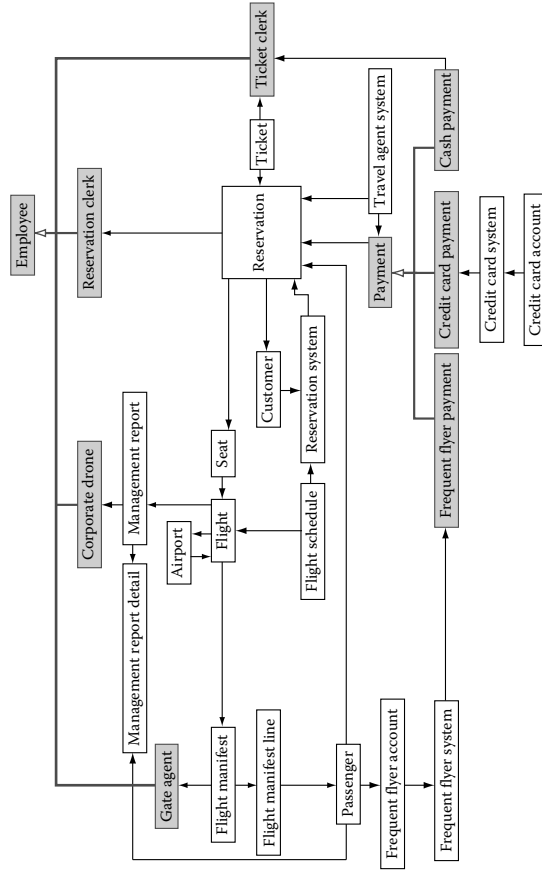 Employee
Gate agent
Corporate drone
Reservation clerk
Ticket clerk
Management report detail
Management report
Airport
Flight manifest
Flight
Seat
Reservation
Ticket
Flight manifest line
Customer
Flight schedule
Reservation system
Passenger
Payment
Travel agent system
Frequent flyer account
Frequent flyer system
Frequent flyer payment
Credit card payment
Cash payment
Credit card system
Credit card account